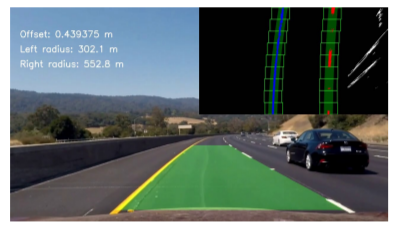 Offset: 0.439375 m
Left radius: 302.1 m
Right radius: 552.8 m